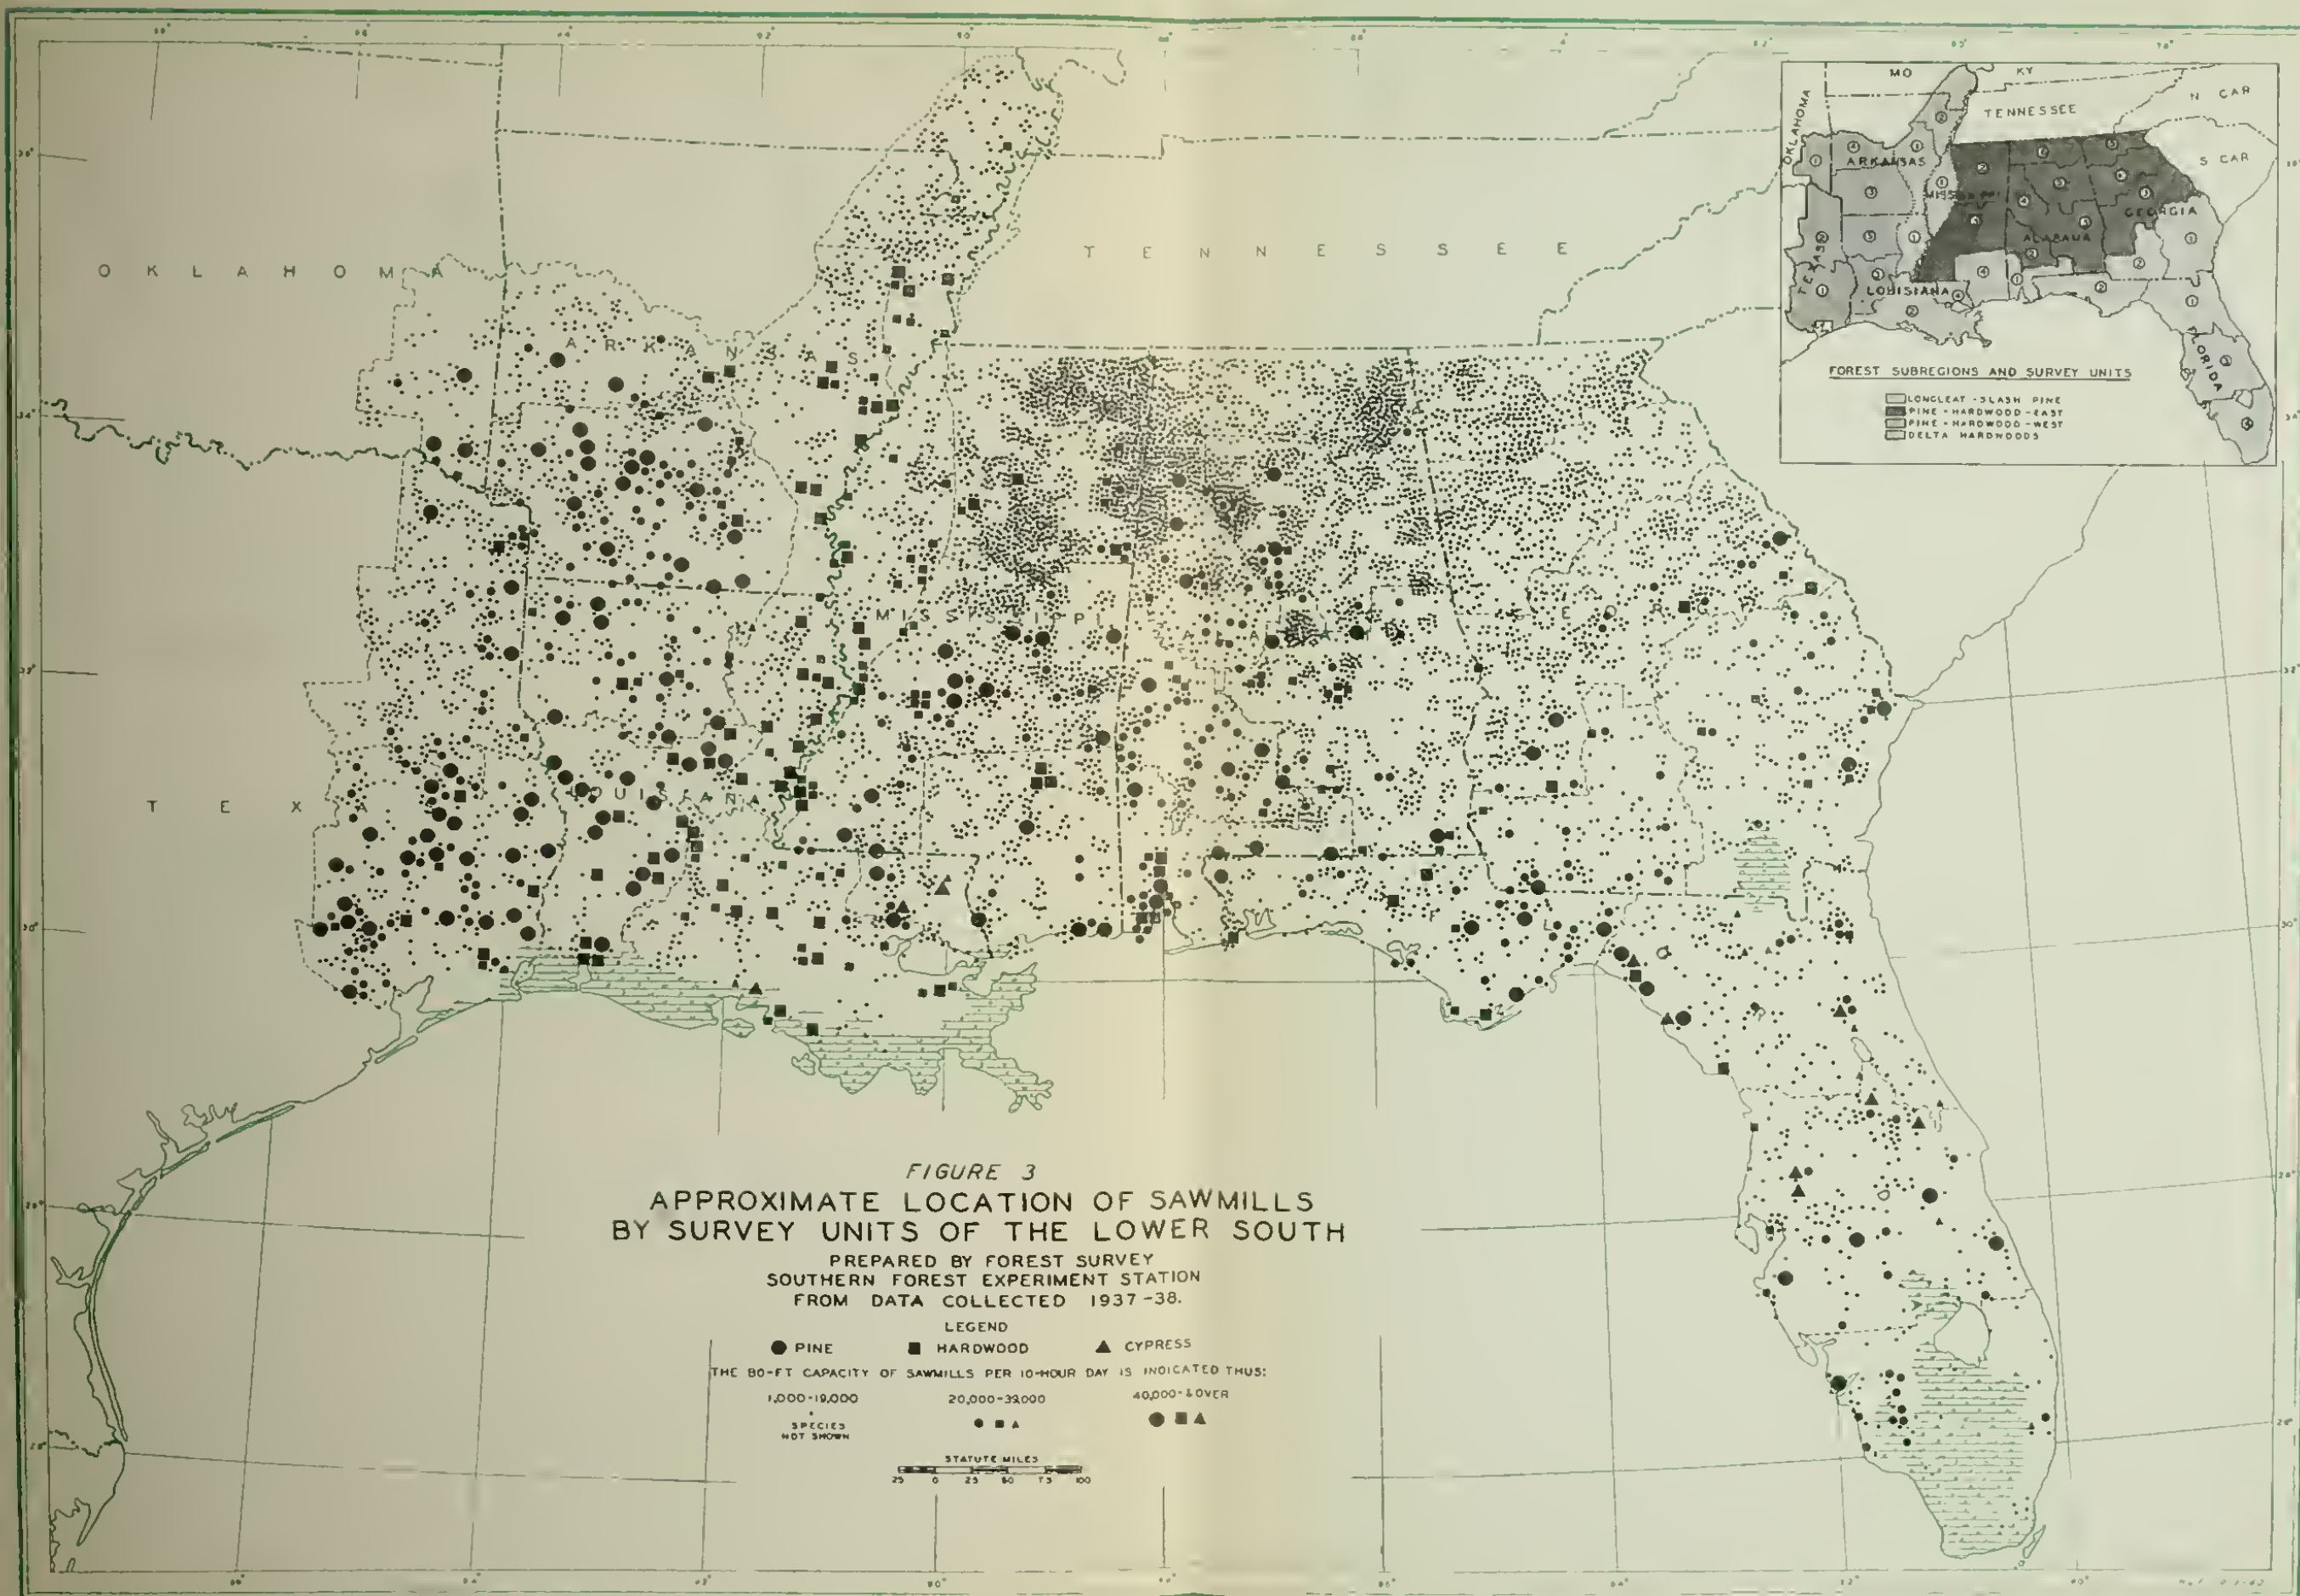 OKLAHOMA
TENNESSEE
ARKANSAS
MISSISSIPPI
ALABAMA
GEORGIA
TEXA
LOUISIANA
MO
KY
TENNESSEE
N CAR
S CAR
OKLAHOMA
ARKANSAS
GEORGIA
ALABAMA
TEXAS
LOUISIANA
FLORIDA
FOREST SUBREGIONS AND SURVEY UNITS
LONGLEAF-SLASH PINE
PINE-HARDWOOD-EAST
PINE-HARDWOOD-WEST
DELTA HARDWOODS
FIGURE 3
APPROXIMATE LOCATION OF SAWMILLS
BY SURVEY UNITS OF THE LOWER SOUTH
PREPARED BY FOREST SURVEY
SOUTHERN FOREST EXPERIMENT STATION
FROM DATA COLLECTED 1937-38.
LEGEND
PINE HARDWOOD CYPRESS
THE BD-FT CAPACITY OF SAWMILLS PER 10-HOUR DAY IS INDICATED THUS:
1,000-19,000 20,000-39,000 40,000-&OVER
SPECIES
NOT SHOWN
STATUTE MILES
25 0 25 50 75 100